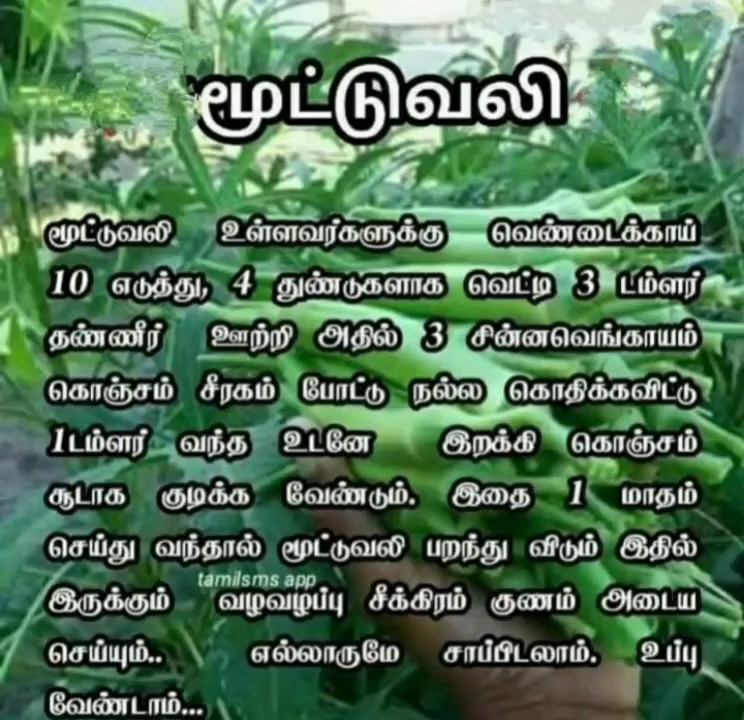 மூட்டுவலி
மூட்டுவலி உள்ளவர்களுக்கு வெண்டைக்காய்
10 எடுத்து, 4 துண்டுகளாக வெட்டி 3 டம்ளர்
தண்ணீர் ஊற்றி அதில் 3 சின்னவெங்காயம்
கொஞ்சம் சீரகம் போட்டு நல்ல கொதிக்கவிட்டு
1டம்ளர் வந்த உடனே இறக்கி கொஞ்சம்
சூடாக குடிக்க வேண்டும். இதை 1 மாதம்
செய்து வந்தால் மூட்டுவலி பறந்து விடும் இதில்
tamilsms app
இருக்கும் வழவழப்பு சீக்கிரம் குணம் அடைய
செய்யும்.. எல்லாருமே சாப்பிடலாம். உப்பு
வேண்டாம்...